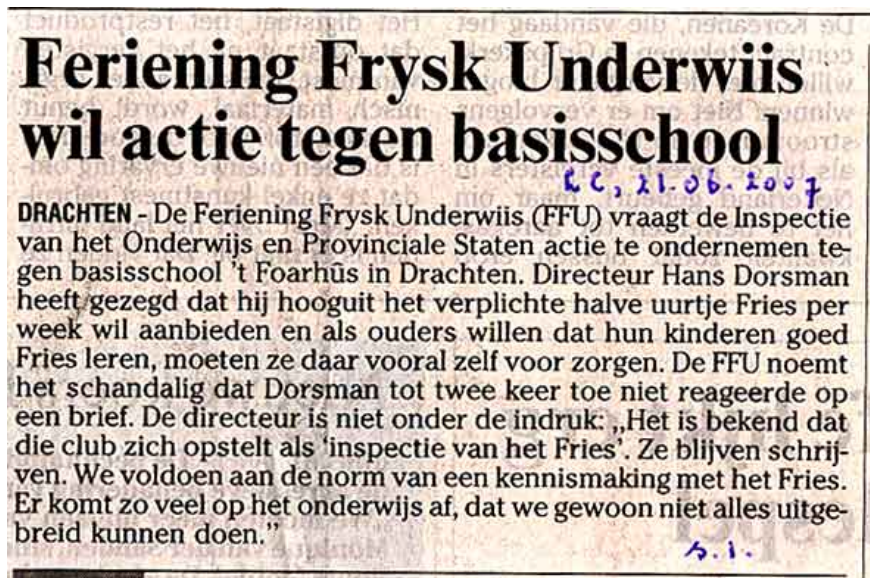 Feriening Frysk Underwiis
wil actie tegen basisschool
LC, 21.06.2007
DRACHTEN - De Feriening Frysk Underwiis (FFU) vraagt de Inspectie
van het Onderwijs en Provinciale Staten actie te ondernemen te-
gen basisschool 't Foarhûs in Drachten. Directeur Hans Dorsman
heeft gezegd dat hij hooguit het verplichte halve uurtje Fries per
week wil aanbieden en als ouders willen dat hun kinderen goed
Fries leren, moeten ze daar vooral zelf voor zorgen. De FFU noemt
het schandalig dat Dorsman tot twee keer toe niet reageerde op
een brief. De directeur is niet onder de indruk: „Het is bekend dat
die club zich opstelt als ‘inspectie van het Fries’. Ze blijven schrij-
ven. We voldoen aan de norm van een kennismaking met het Fries.
Er komt zo veel op het onderwijs af, dat we gewoon niet alles uitge-
breid kunnen doen.”